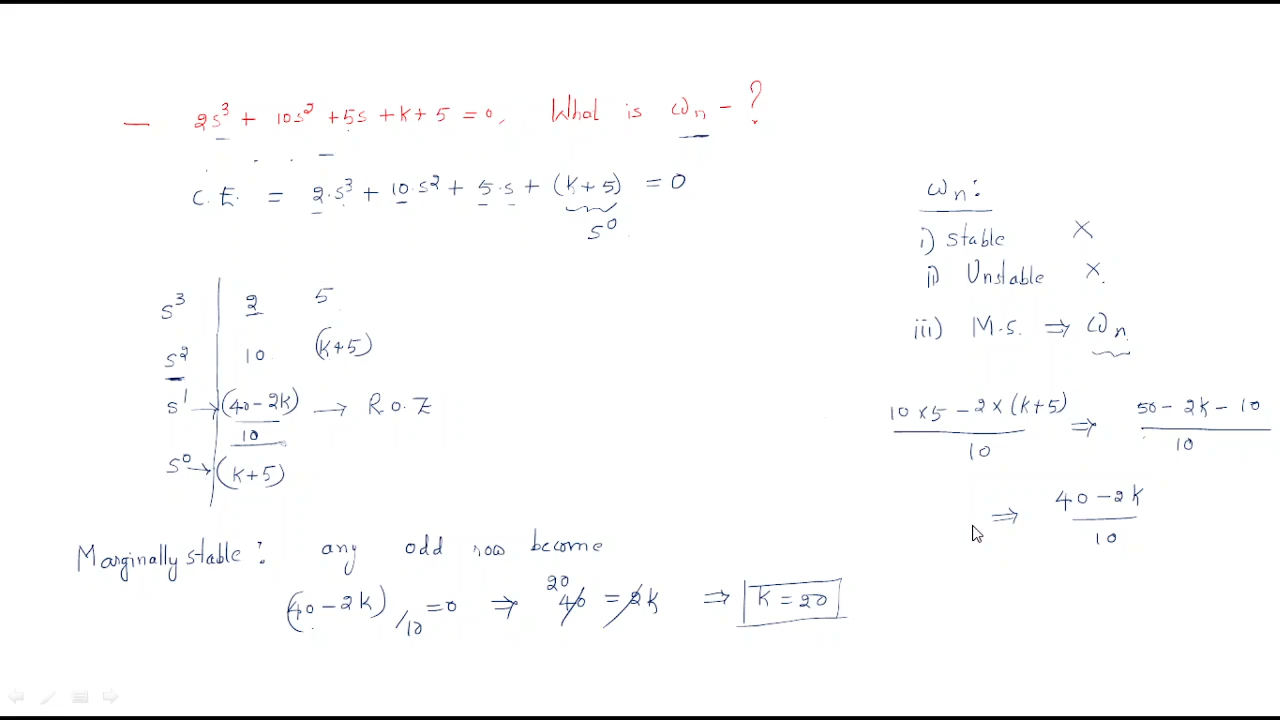 — 2s³ + 10s² + 5s + k + 5 = 0, What is ωn - ?
C.E. = 2·s³ + 10·s² + 5·s + (k+5) = 0
s⁰
s³ | 2 5
s² | 10 (k+5)
s¹ → (40-2k)/10 → R.O.Z
s⁰ → (k+5)
Marginally stable : any odd row become
(40-2k)/10 = 0 ⇒ 20 40 = 2k ⇒ k = 20
ωn :
i) Stable ×
ii) Unstable ×
iii) M.S. ⇒ ωn
10×5 - 2×(k+5) / 10 ⇒ 50 - 2k - 10 / 10
⇒ 40 - 2k / 10